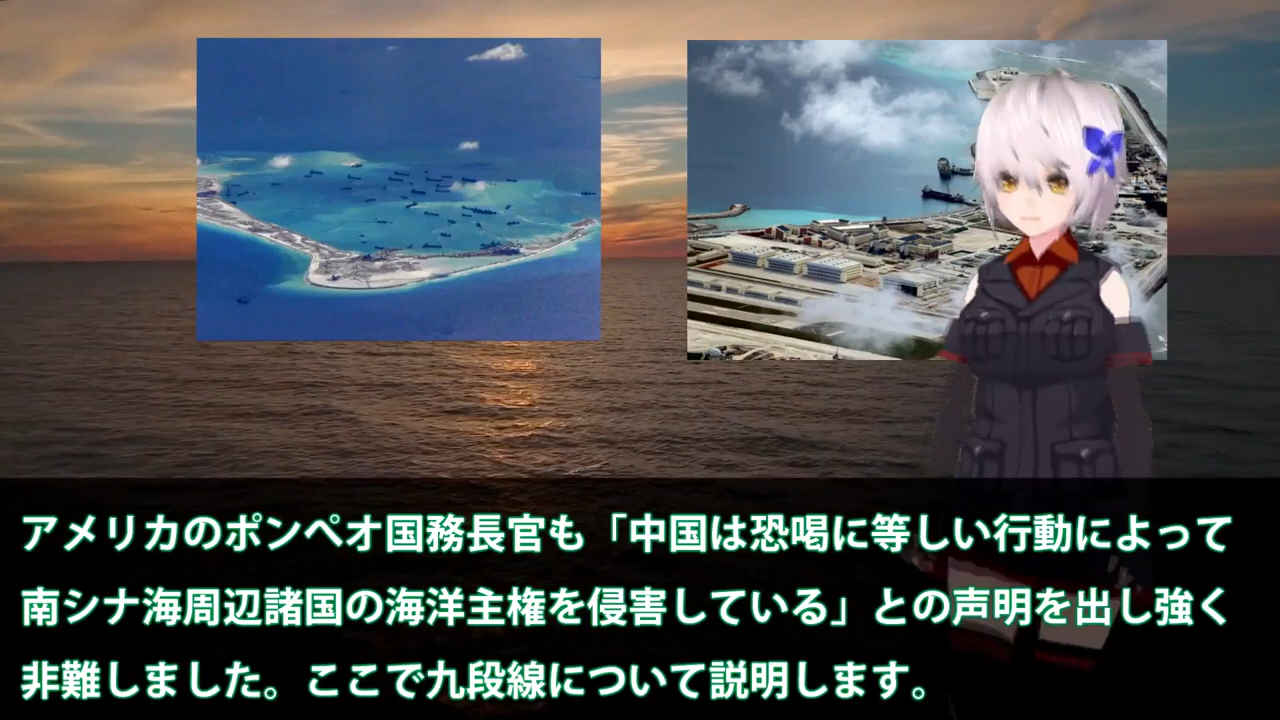 アメリカのポンペオ国務長官も「中国は恐喝に等しい行動によって
南シナ海周辺諸国の海洋主権を侵害している」との声明を出し強く
非難しました。ここで九段線について説明します。